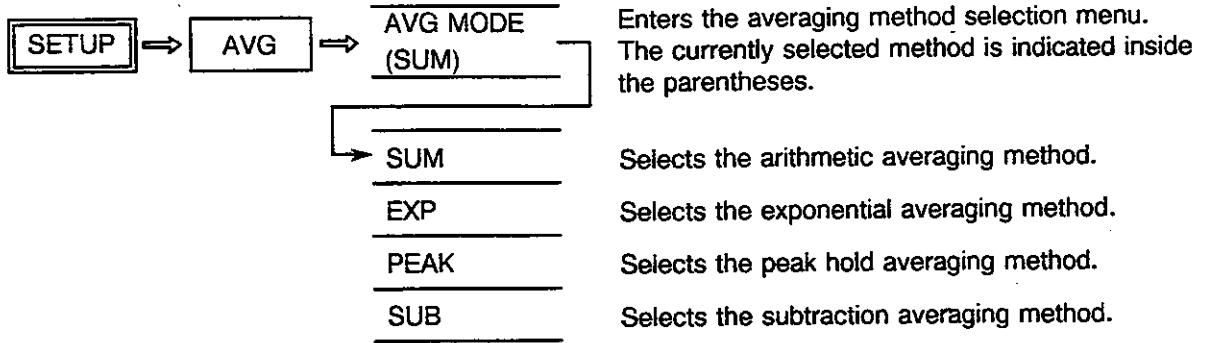 SETUP AVG AVG MODE Enters the averaging method selection menu.
(SUM) The currently selected method is indicated inside
the parentheses.
SUM Selects the arithmetic averaging method.
EXP Selects the exponential averaging method.
PEAK Selects the peak hold averaging method.
SUB Selects the subtraction averaging method.